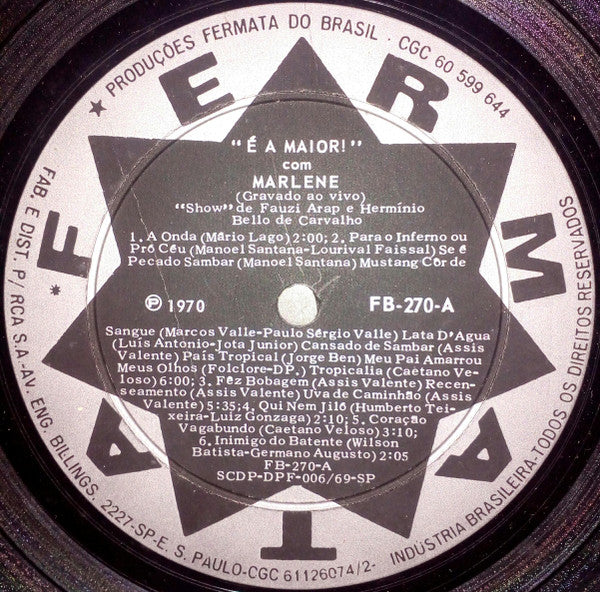 PRODUÇÕES FERMATA DO BRASIL · CGC 60 599 644
FERMATA
"É A MAIOR!"
com
MARLENE
(Gravado ao vivo)
"Show" de Fauzi Arap e Hermínio
Bello de Carvalho
1. A Onda (Mário Lago) 2:00; 2. Para o Inferno ou
Pró Céu (Manoel Santana-Lourival Faissal) Se é
Pecado Sambar (Manoel Santana) Mustang Côr de
℗ 1970 FB-270-A
Sangue (Marcos Valle-Paulo Sérgio Valle) Lata D'Agua
(Luis Antonio-Jota Junior) Cansado de Sambar (Assis
Valente) País Tropical (Jorge Ben) Meu Pai Amarrou
Meus Olhos (Folclore-DP.) Tropicalia (Caetano Ve-
loso) 6:00; 3. Fêz Bobagem (Assis Valente) Recen-
seamento (Assis Valente) Uva de Caminhão (Assis
Valente) 5:35; 4. Qui Nem Jiló (Humberto Tei-
xeira-Luiz Gonzaga) 2:10; 5. Coração
Vagabundo (Caetano Veloso) 3:10;
6. Inimigo do Batente (Wilson
Batista-Germano Augusto) 2:05
FB-270-A
SCDP-DPF-006/69-SP
FAB. E DIST. P/ RCA S.A-AV. ENG. BILLINGS, 2227-SP-E. S. PAULO-CGC 61126074/2- INDÚSTRIA BRASILEIRA-TODOS OS DIREITOS RESERVADOS